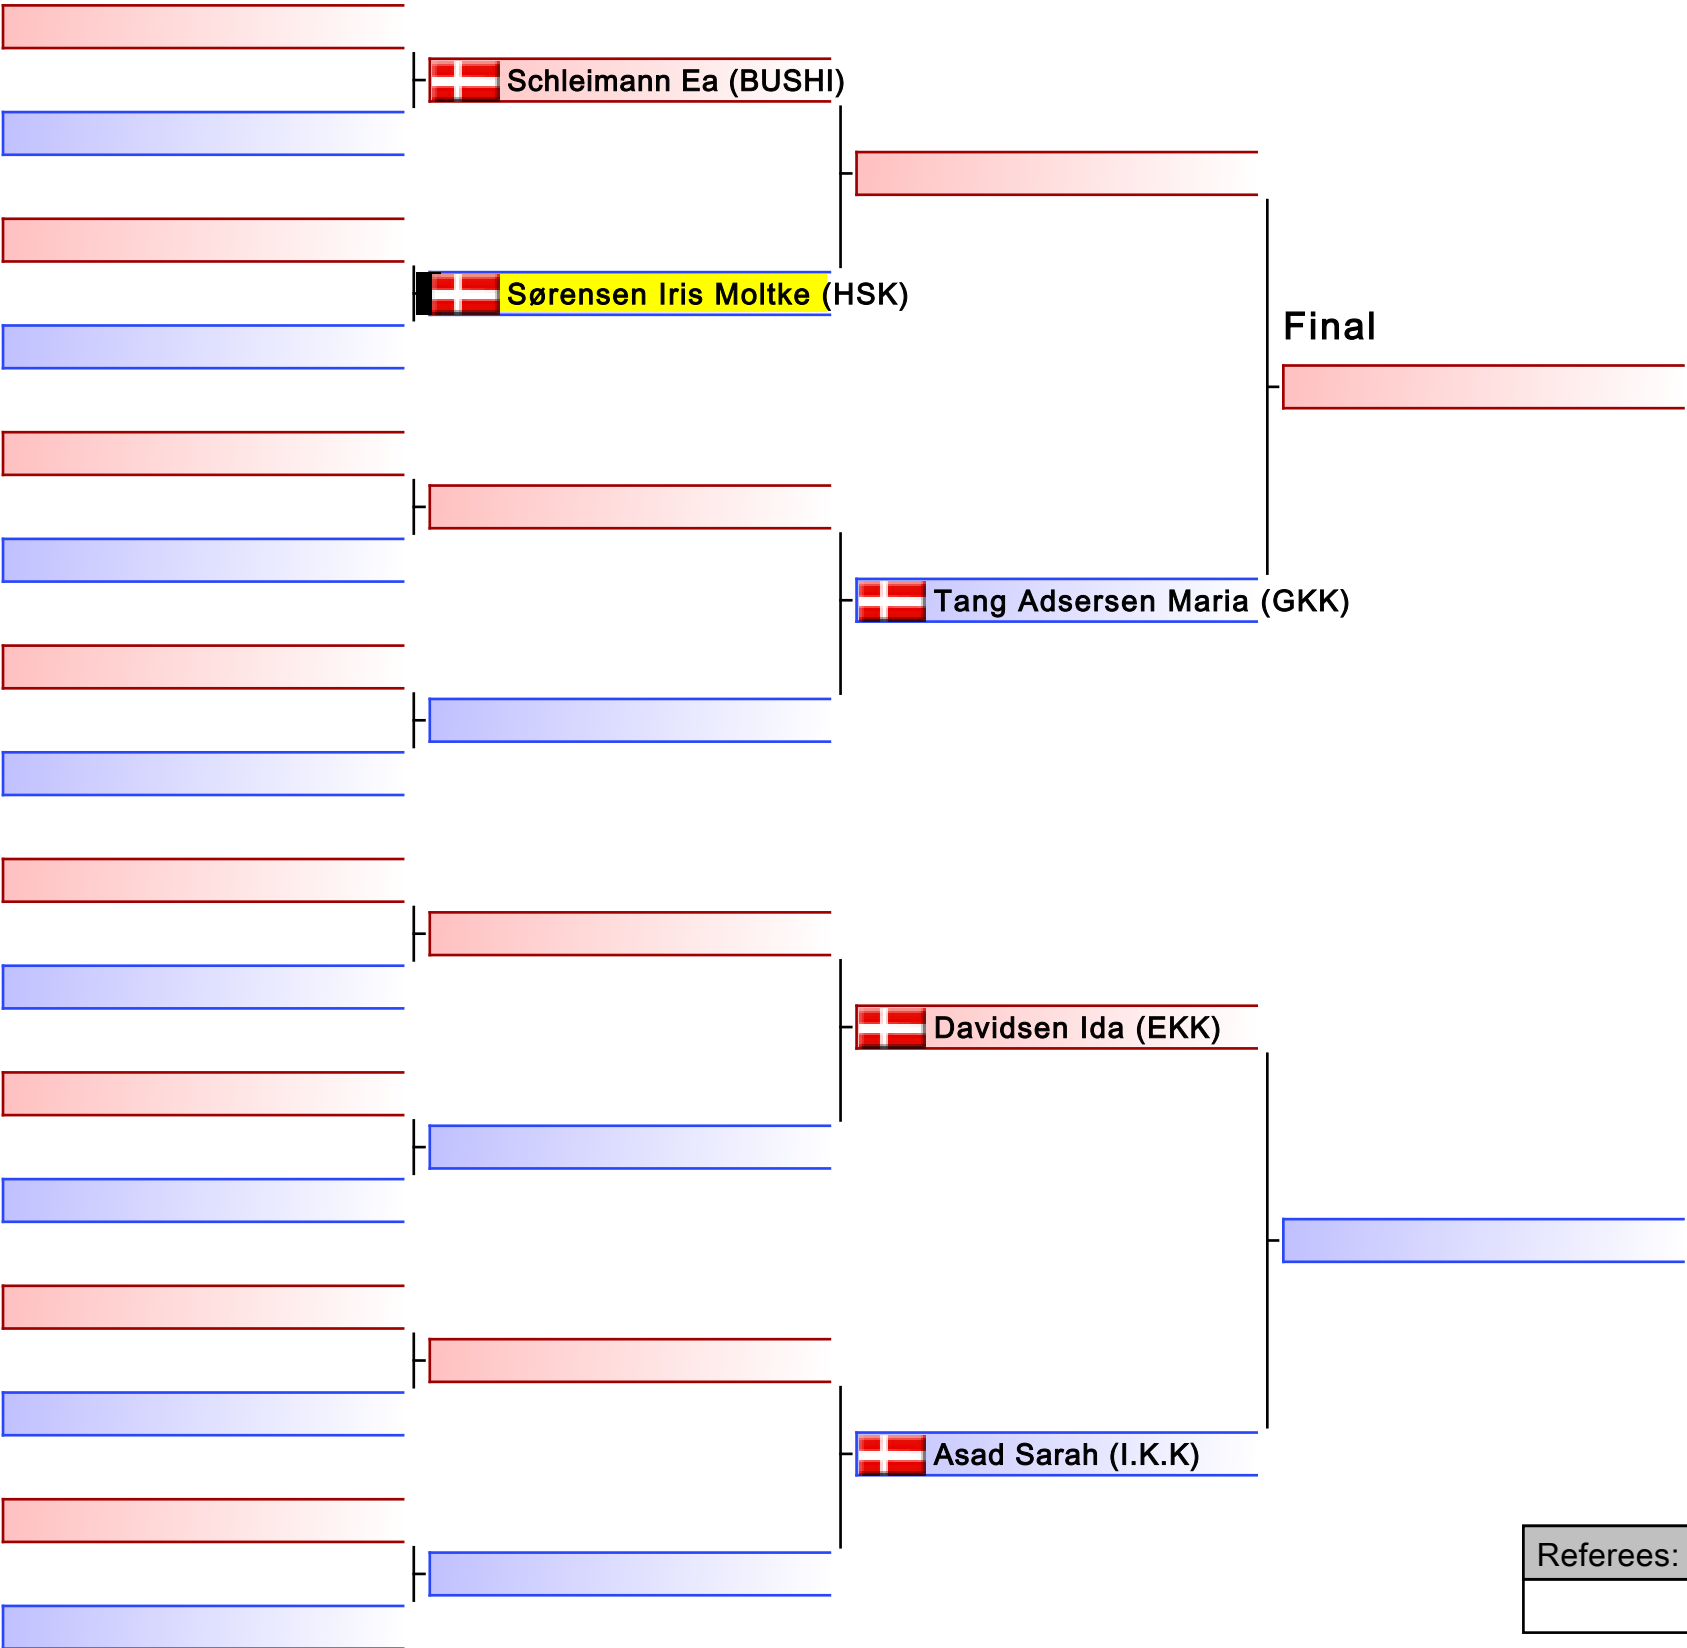 Schleimann Ea (BUSHI)
Sørensen Iris Moltke (HSK)
Final
Tang Adsersen Maria (GKK)
Davidsen Ida (EKK)
Asad Sarah (I.K.K)
Referees: